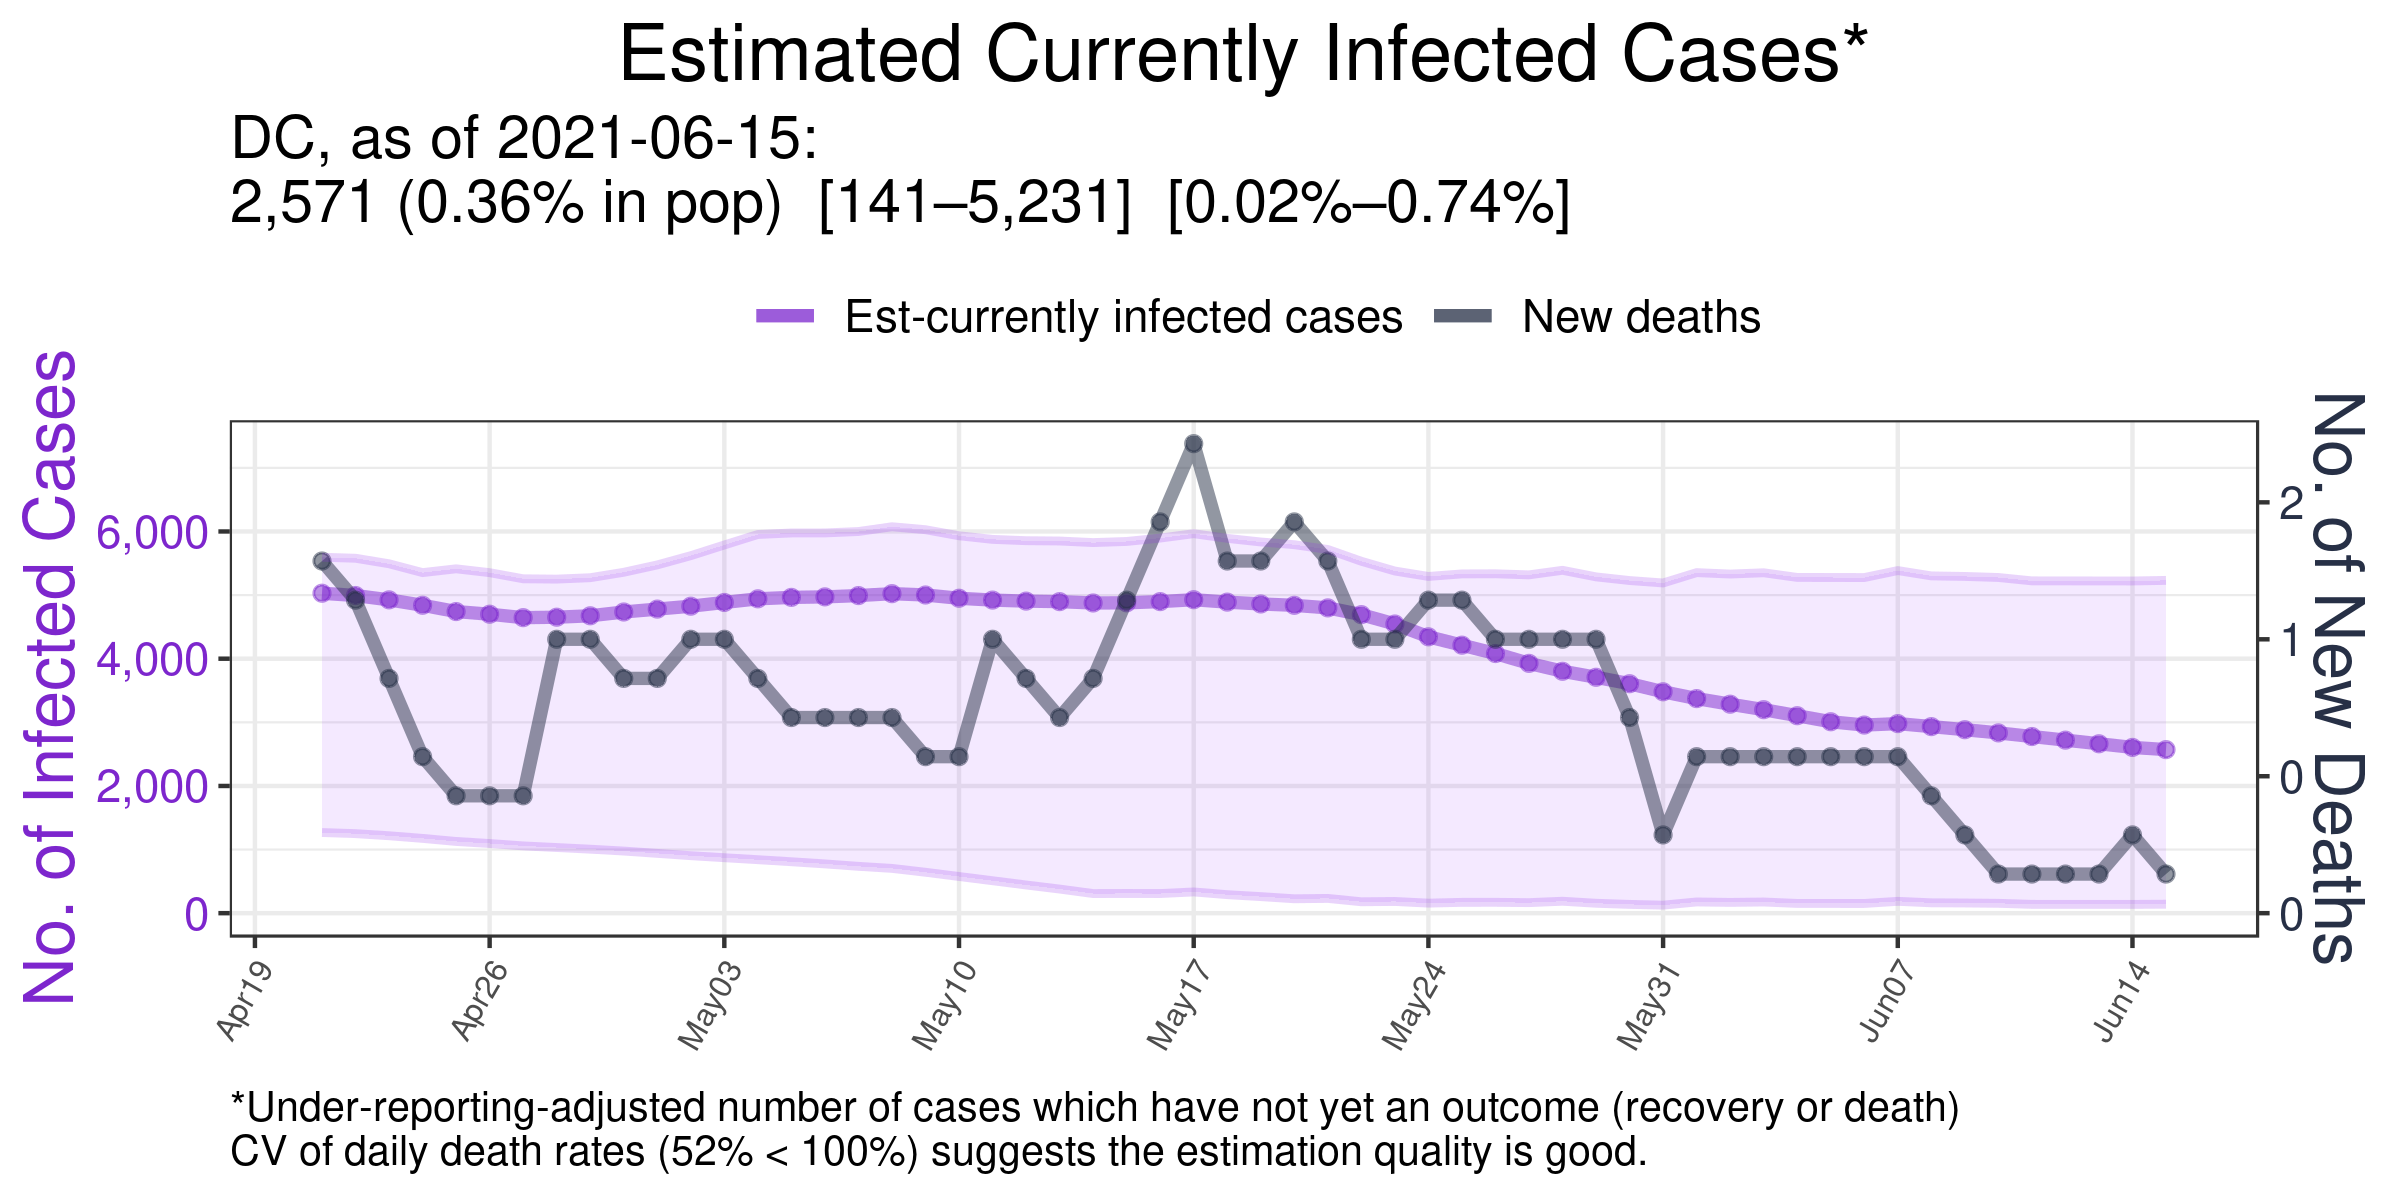 Estimated Currently Infected Cases*
DC, as of 2021-06-15:
2,571 (0.36% in pop)  [141–5,231]  [0.02%–0.74%]
Est-currently infected cases
New deaths
No. of Infected Cases
6,000
4,000
2,000
0
No. of New Deaths
2
1
0
0
Apr19
Apr26
May03
May10
May17
May24
May31
Jun07
Jun14
*Under-reporting-adjusted number of cases which have not yet an outcome (recovery or death)
CV of daily death rates (52% < 100%) suggests the estimation quality is good.